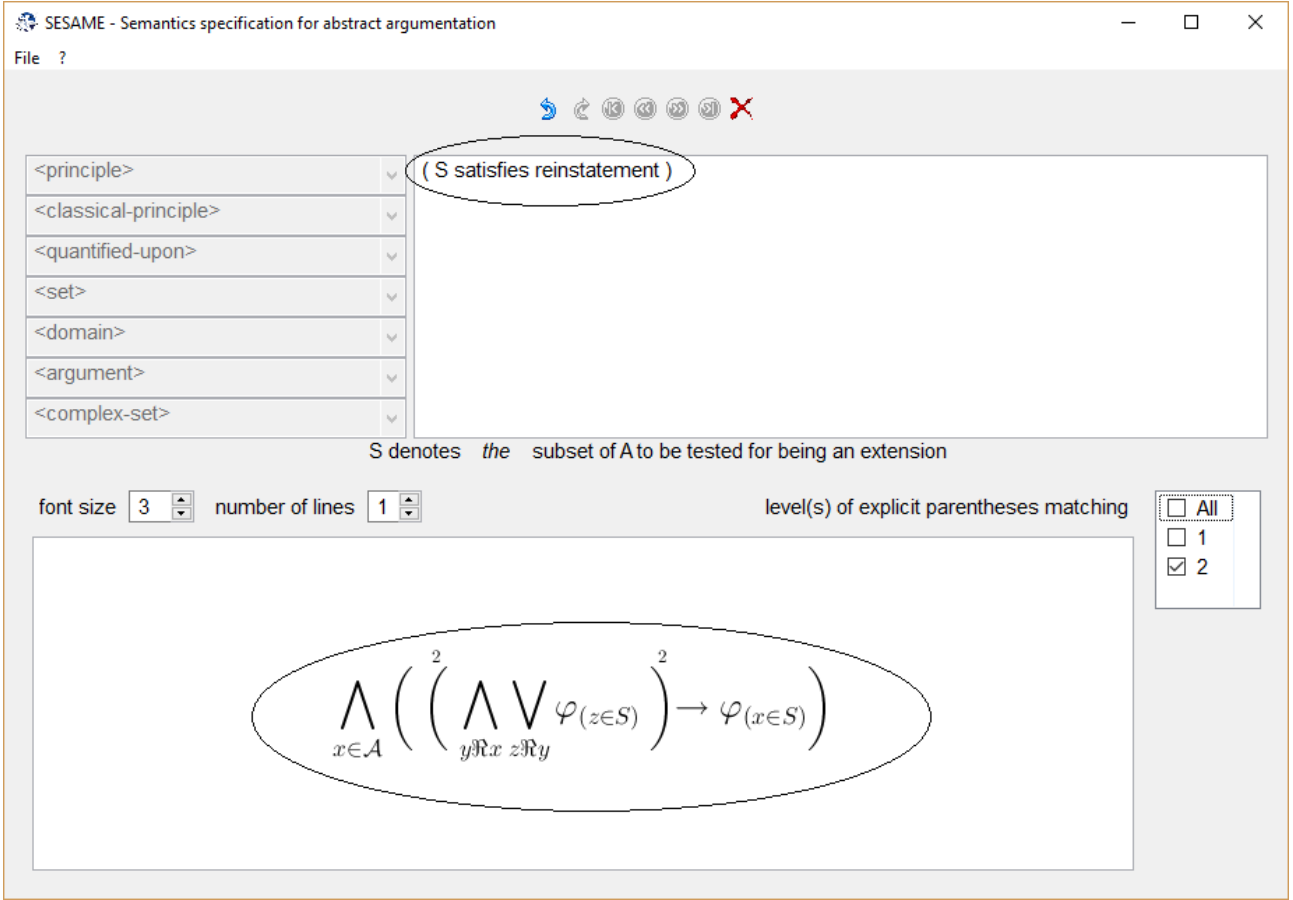 SESAME - Semantics specification for abstract argumentation
File ?
<principle>
( S satisfies reinstatement )
<classical-principle>
<quantified-upon>
<set>
<domain>
<argument>
<complex-set>
S denotes the subset of A to be tested for being an extension
font size 3 number of lines 1 level(s) of explicit parentheses matching
All
1
2
2 2
⋀ ( ( ⋀ ⋁ φ(z∈S) ) → φ(x∈S) )
x∈𝒜 yℜx zℜy